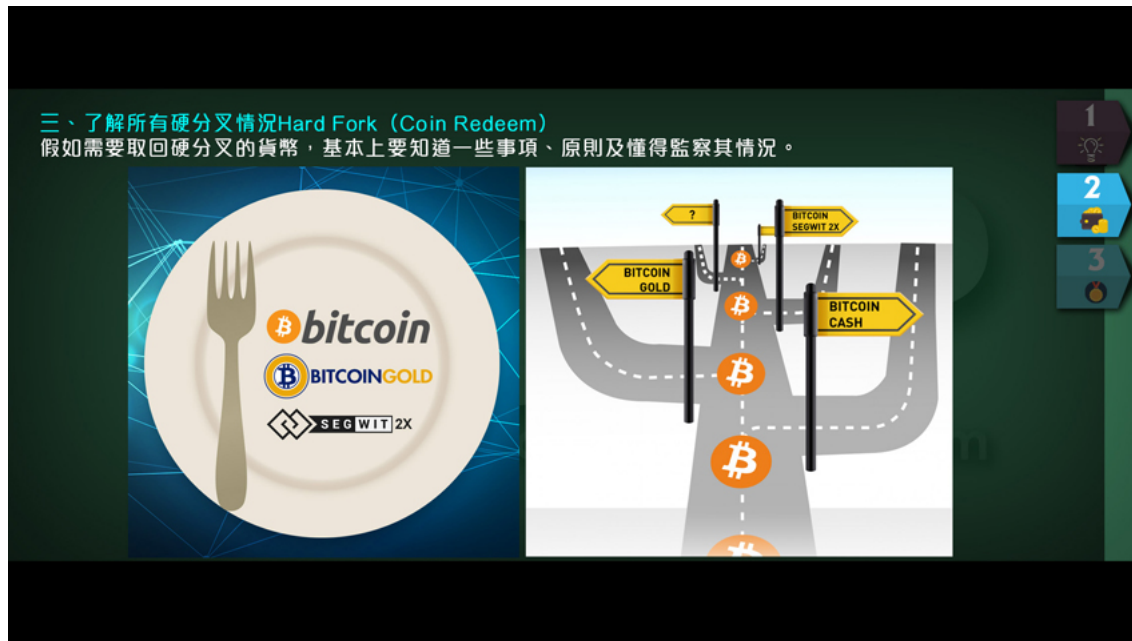 三、了解所有硬分叉情況Hard Fork（Coin Redeem）
假如需要取回硬分叉的貨幣，基本上要知道一些事項、原則及懂得監察其情況。
bitcoin
BITCOINGOLD
SEGWIT2X
?
BITCOIN
SEGWIT 2X
BITCOIN
GOLD
BITCOIN
CASH
1
2
3